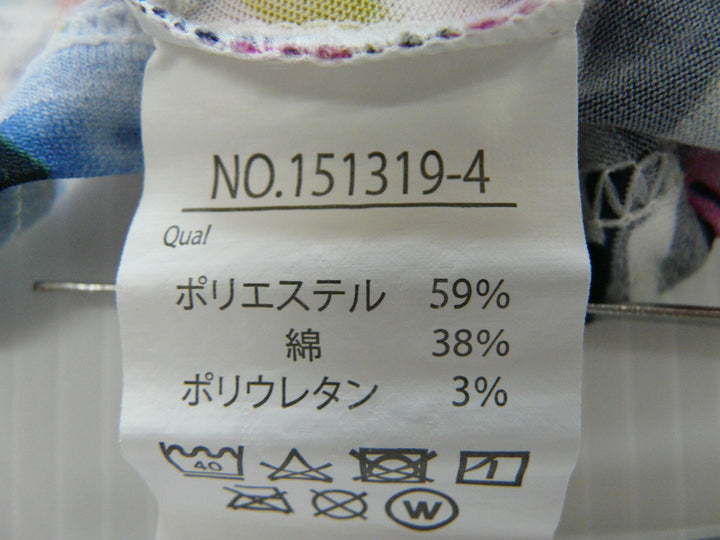 NO.151319-4
Qual
ポリエステル 59%
綿 38%
ポリウレタン 3%
40
W